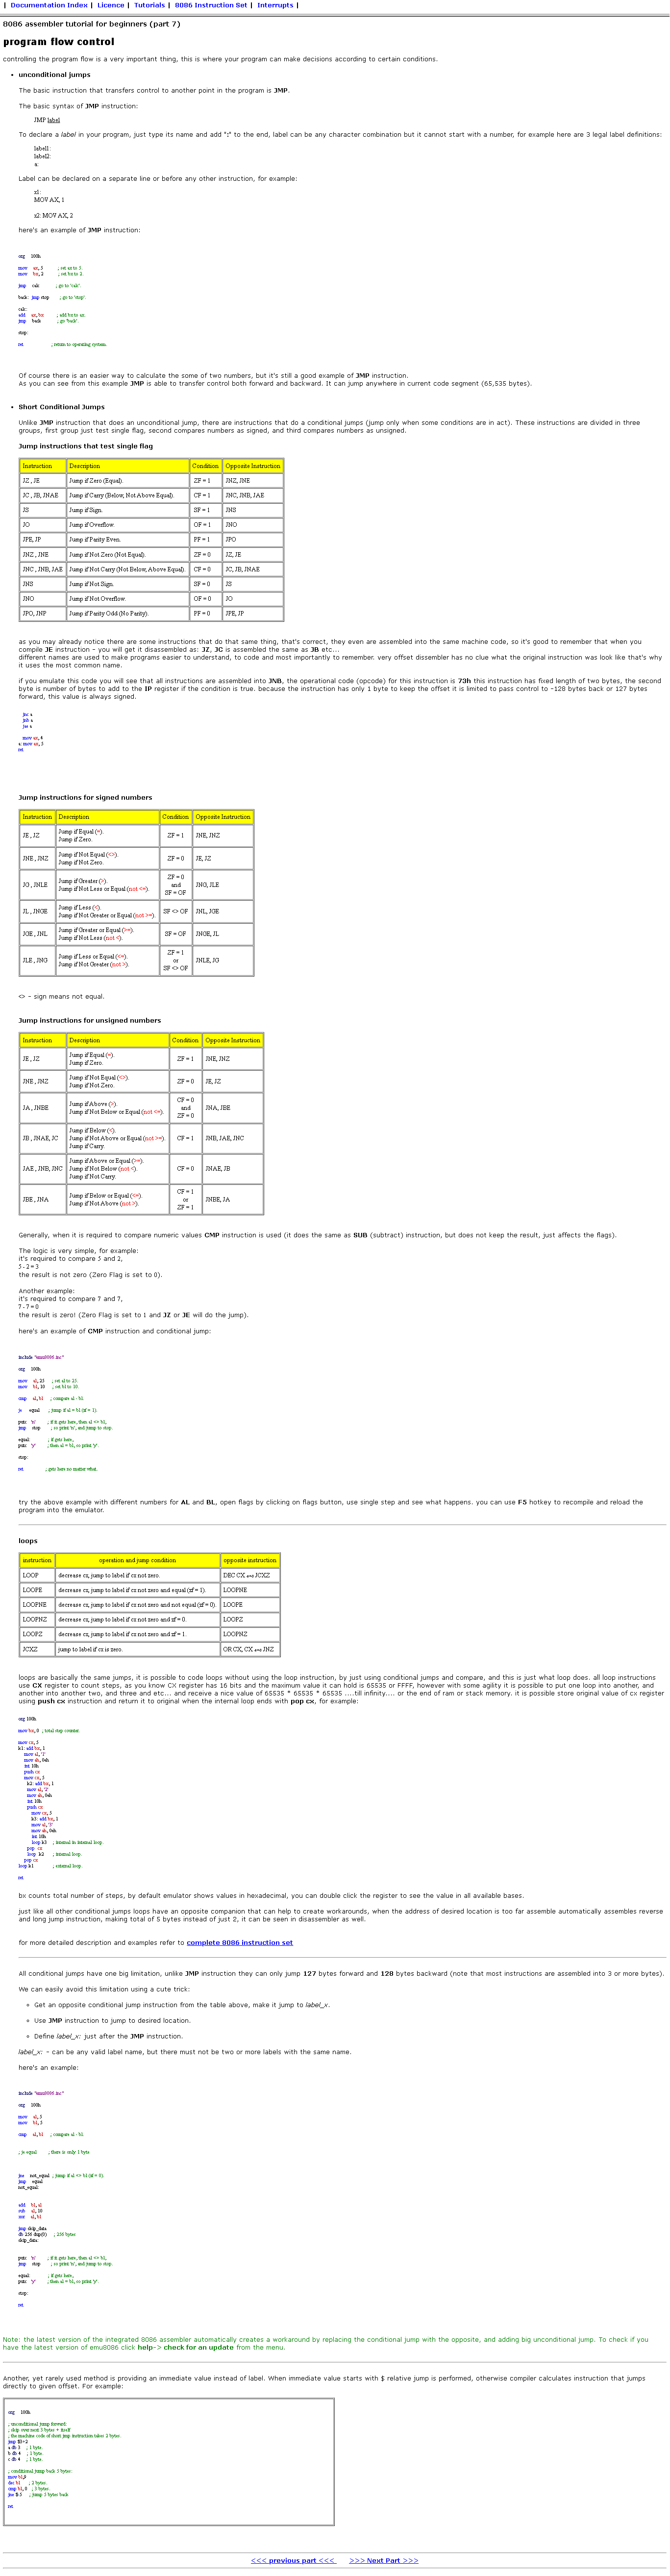 | Documentation Index | Licence | Tutorials | 8086 Instruction Set | Interrupts |
8086 assembler tutorial for beginners (part 7)
program flow control
controlling the program flow is a very important thing, this is where your program can make decisions according to certain conditions.
unconditional jumps
The basic instruction that transfers control to another point in the program is JMP.
The basic syntax of JMP instruction:
JMP label
To declare a label in your program, just type its name and add ":" to the end, label can be any character combination but it cannot start with a number, for example here are 3 legal label definitions:
label1:
label2:
a:
Label can be declared on a separate line or before any other instruction, for example:
x1:
MOV AX, 1
x2: MOV AX, 2
here's an example of JMP instruction:
org 100h
mov ax, 5 ; set ax to 5.
mov bx, 2 ; set bx to 2.
jmp calc ; go to 'calc'.
back: jmp stop ; go to 'stop'.
calc:
add ax, bx ; add bx to ax.
jmp back ; go 'back'.
stop:
ret ; return to operating system.
Of course there is an easier way to calculate the some of two numbers, but it's still a good example of JMP instruction.
As you can see from this example JMP is able to transfer control both forward and backward. It can jump anywhere in current code segment (65,535 bytes).
Short Conditional Jumps
Unlike JMP instruction that does an unconditional jump, there are instructions that do a conditional jumps (jump only when some conditions are in act). These instructions are divided in three
groups, first group just test single flag, second compares numbers as signed, and third compares numbers as unsigned.
Jump instructions that test single flag
Instruction Description Condition Opposite Instruction
JZ , JE Jump if Zero (Equal). ZF = 1 JNZ, JNE
JC , JB, JNAE Jump if Carry (Below, Not Above Equal). CF = 1 JNC, JNB, JAE
JS Jump if Sign. SF = 1 JNS
JO Jump if Overflow. OF = 1 JNO
JPE, JP Jump if Parity Even. PF = 1 JPO
JNZ , JNE Jump if Not Zero (Not Equal). ZF = 0 JZ, JE
JNC , JNB, JAE Jump if Not Carry (Not Below, Above Equal). CF = 0 JC, JB, JNAE
JNS Jump if Not Sign. SF = 0 JS
JNO Jump if Not Overflow. OF = 0 JO
JPO, JNP Jump if Parity Odd (No Parity). PF = 0 JPE, JP
as you may already notice there are some instructions that do that same thing, that's correct, they even are assembled into the same machine code, so it's good to remember that when you
compile JE instruction - you will get it disassembled as: JZ, JC is assembled the same as JB etc...
different names are used to make programs easier to understand, to code and most importantly to remember. very offset dissembler has no clue what the original instruction was look like that's why
it uses the most common name.
if you emulate this code you will see that all instructions are assembled into JNB, the operational code (opcode) for this instruction is 73h this instruction has fixed length of two bytes, the second
byte is number of bytes to add to the IP register if the condition is true. because the instruction has only 1 byte to keep the offset it is limited to pass control to -128 bytes back or 127 bytes
forward, this value is always signed.
jnc a
jnb a
jae a
mov ax, 4
a: mov ax, 5
ret
Jump instructions for signed numbers
Instruction Description Condition Opposite Instruction
JE , JZ Jump if Equal (=).
Jump if Zero. ZF = 1 JNE, JNZ
JNE , JNZ Jump if Not Equal (<>).
Jump if Not Zero. ZF = 0 JE, JZ
JG , JNLE Jump if Greater (>).
Jump if Not Less or Equal (not <=). ZF = 0
and
SF = OF JNG, JLE
JL , JNGE Jump if Less (<).
Jump if Not Greater or Equal (not >=). SF <> OF JNL, JGE
JGE , JNL Jump if Greater or Equal (>=).
Jump if Not Less (not <). SF = OF JNGE, JL
JLE , JNG Jump if Less or Equal (<=).
Jump if Not Greater (not >). ZF = 1
or
SF <> OF JNLE, JG
<> - sign means not equal.
Jump instructions for unsigned numbers
Instruction Description Condition Opposite Instruction
JE , JZ Jump if Equal (=).
Jump if Zero. ZF = 1 JNE, JNZ
JNE , JNZ Jump if Not Equal (<>).
Jump if Not Zero. ZF = 0 JE, JZ
JA , JNBE Jump if Above (>).
Jump if Not Below or Equal (not <=). CF = 0
and
ZF = 0 JNA, JBE
JB , JNAE, JC Jump if Below (<).
Jump if Not Above or Equal (not >=).
Jump if Carry. CF = 1 JNB, JAE, JNC
JAE , JNB, JNC Jump if Above or Equal (>=).
Jump if Not Below (not <).
Jump if Not Carry. CF = 0 JNAE, JB
JBE , JNA Jump if Below or Equal (<=).
Jump if Not Above (not >). CF = 1
or
ZF = 1 JNBE, JA
Generally, when it is required to compare numeric values CMP instruction is used (it does the same as SUB (subtract) instruction, but does not keep the result, just affects the flags).
The logic is very simple, for example:
it's required to compare 5 and 2,
5 - 2 = 3
the result is not zero (Zero Flag is set to 0).
Another example:
it's required to compare 7 and 7,
7 - 7 = 0
the result is zero! (Zero Flag is set to 1 and JZ or JE will do the jump).
here's an example of CMP instruction and conditional jump:
include "emu8086.inc"
org 100h
mov al, 25 ; set al to 25.
mov bl, 10 ; set bl to 10.
cmp al, bl ; compare al - bl.
je equal ; jump if al = bl (zf = 1).
putc 'n' ; if it gets here, then al <> bl,
jmp stop ; so print 'n', and jump to stop.
equal: ; if gets here,
putc 'y' ; then al = bl, so print 'y'.
stop:
ret ; gets here no matter what.
try the above example with different numbers for AL and BL, open flags by clicking on flags button, use single step and see what happens. you can use F5 hotkey to recompile and reload the
program into the emulator.
loops
instruction operation and jump condition opposite instruction
LOOP decrease cx, jump to label if cx not zero. DEC CX and JCXZ
LOOPE decrease cx, jump to label if cx not zero and equal (zf = 1). LOOPNE
LOOPNE decrease cx, jump to label if cx not zero and not equal (zf = 0). LOOPE
LOOPNZ decrease cx, jump to label if cx not zero and zf = 0. LOOPZ
LOOPZ decrease cx, jump to label if cx not zero and zf = 1. LOOPNZ
JCXZ jump to label if cx is zero. OR CX, CX and JNZ
loops are basically the same jumps, it is possible to code loops without using the loop instruction, by just using conditional jumps and compare, and this is just what loop does. all loop instructions
use CX register to count steps, as you know CX register has 16 bits and the maximum value it can hold is 65535 or FFFF, however with some agility it is possible to put one loop into another, and
another into another two, and three and etc... and receive a nice value of 65535 * 65535 * 65535 ....till infinity.... or the end of ram or stack memory. it is possible store original value of cx register
using push cx instruction and return it to original when the internal loop ends with pop cx, for example:
org 100h
mov bx, 0 ; total step counter.
mov cx, 5
k1: add bx, 1
mov al, '1'
mov ah, 0eh
int 10h
push cx
mov cx, 5
k2: add bx, 1
mov al, '2'
mov ah, 0eh
int 10h
push cx
mov cx, 5
k3: add bx, 1
mov al, '3'
mov ah, 0eh
int 10h
loop k3 ; internal in internal loop.
pop cx
loop k2 ; internal loop.
pop cx
loop k1 ; external loop.
ret
bx counts total number of steps, by default emulator shows values in hexadecimal, you can double click the register to see the value in all available bases.
just like all other conditional jumps loops have an opposite companion that can help to create workarounds, when the address of desired location is too far assemble automatically assembles reverse
and long jump instruction, making total of 5 bytes instead of just 2, it can be seen in disassembler as well.
for more detailed description and examples refer to complete 8086 instruction set
All conditional jumps have one big limitation, unlike JMP instruction they can only jump 127 bytes forward and 128 bytes backward (note that most instructions are assembled into 3 or more bytes).
We can easily avoid this limitation using a cute trick:
Get an opposite conditional jump instruction from the table above, make it jump to label_x.
Use JMP instruction to jump to desired location.
Define label_x: just after the JMP instruction.
label_x: - can be any valid label name, but there must not be two or more labels with the same name.
here's an example:
include "emu8086.inc"
org 100h
mov al, 5
mov bl, 5
cmp al, bl ; compare al - bl.
; je equal ; there is only 1 byte
jne not_equal ; jump if al <> bl (zf = 0).
jmp equal
not_equal:
add bl, al
sub al, 10
xor al, bl
jmp skip_data
db 256 dup(0) ; 256 bytes
skip_data:
putc 'n' ; if it gets here, then al <> bl,
jmp stop ; so print 'n', and jump to stop.
equal: ; if gets here,
putc 'y' ; then al = bl, so print 'y'.
stop:
ret
Note: the latest version of the integrated 8086 assembler automatically creates a workaround by replacing the conditional jump with the opposite, and adding big unconditional jump. To check if you
have the latest version of emu8086 click help-> check for an update from the menu.
Another, yet rarely used method is providing an immediate value instead of label. When immediate value starts with $ relative jump is performed, otherwise compiler calculates instruction that jumps
directly to given offset. For example:
org 100h
; unconditional jump forward:
; skip over next 3 bytes + itself
; the machine code of short jmp instruction takes 2 bytes.
jmp $3+2
a db 3 ; 1 byte.
b db 4 ; 1 byte.
c db 4 ; 1 byte.
; conditional jump back 5 bytes:
mov bl,9
dec bl ; 2 bytes.
cmp bl, 0 ; 3 bytes.
jne $-5 ; jump 5 bytes back
ret
<<< previous part <<< >>> Next Part >>>